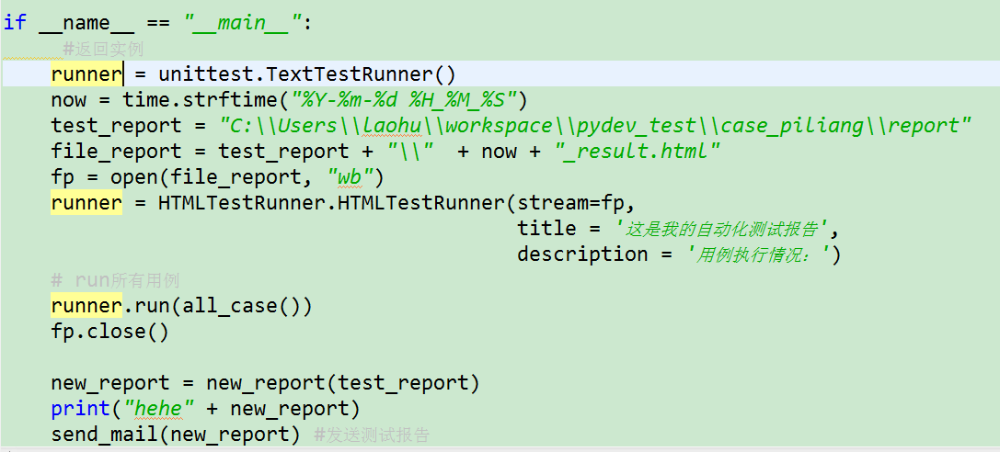 if __name__ == "__main__":
#返回实例
runner = unittest.TextTestRunner()
now = time.strftime("%Y-%m-%d %H_%M_%S")
test_report = "C:\\Users\\laohu\\workspace\\pydev_test\\case_piliang\\report"
file_report = test_report + "\\"  + now + "_result.html"
fp = open(file_report, "wb")
runner = HTMLTestRunner.HTMLTestRunner(stream=fp,
title = '这是我的自动化测试报告',
description = '用例执行情况：')
# run所有用例
runner.run(all_case())
fp.close()
new_report = new_report(test_report)
print("hehe" + new_report)
send_mail(new_report) #发送测试报告